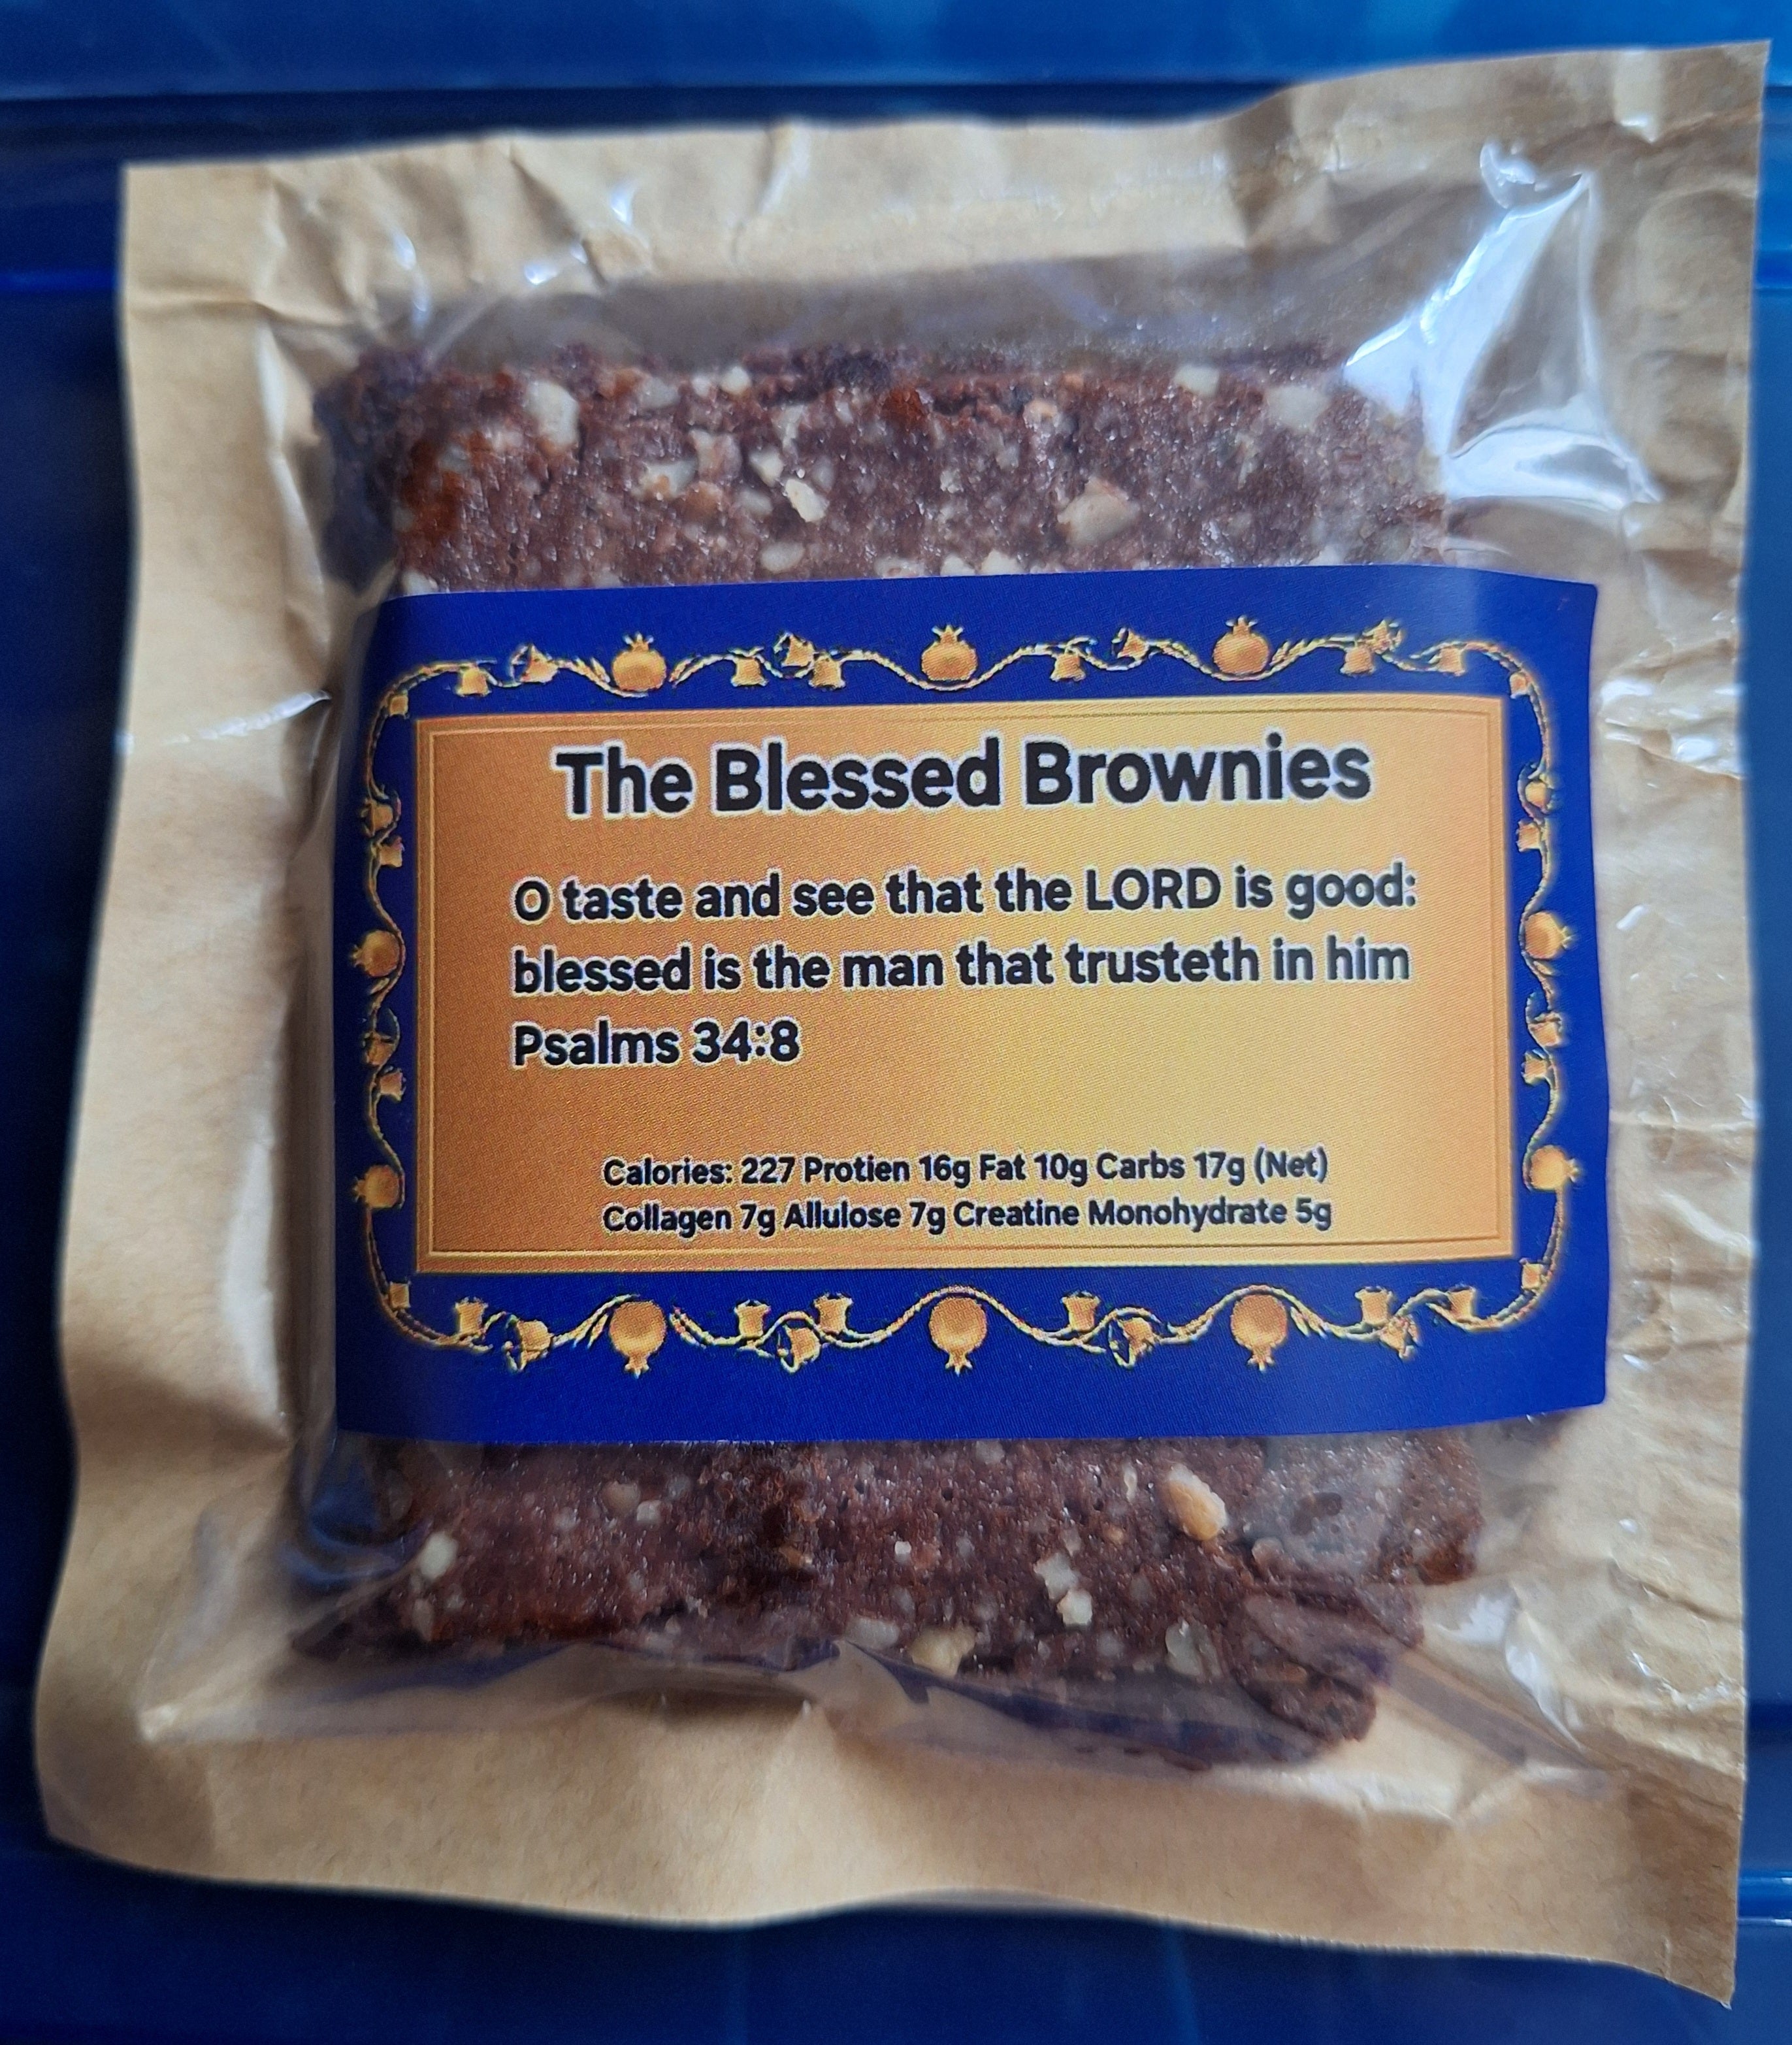 The Blessed Brownies
O taste and see that the LORD is good:
blessed is the man that trusteth in him
Psalms 34:8
Calories: 227 Protien 16g Fat 10g Carbs 17g (Net)
Collagen 7g Allulose 7g Creatine Monohydrate 5g